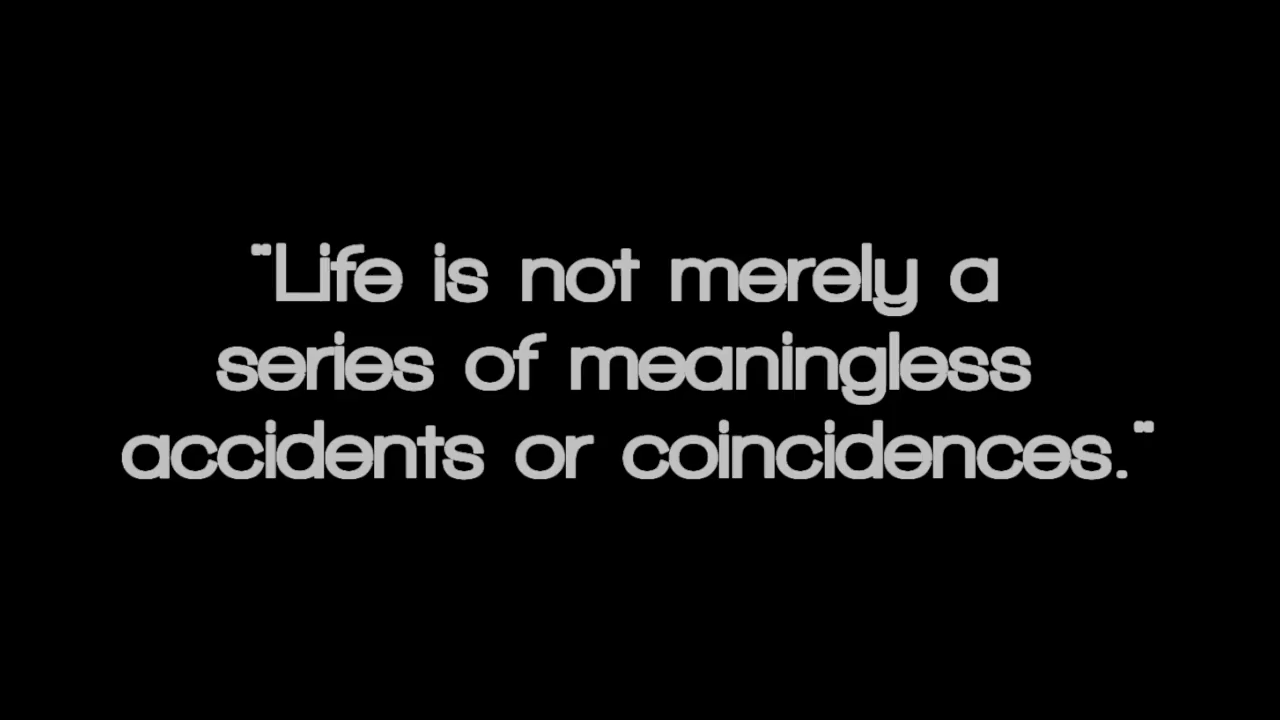 "Life is not merely a
series of meaningless
accidents or coincidences."